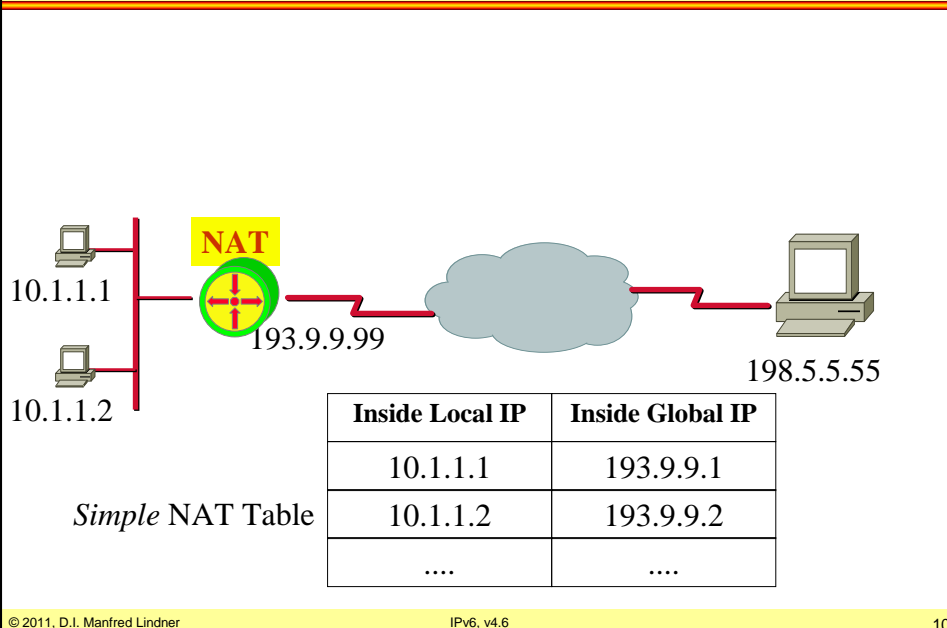 NAT
10.1.1.1
193.9.9.99
198.5.5.55
10.1.1.2
Inside Local IP Inside Global IP
10.1.1.1 193.9.9.1
Simple NAT Table 10.1.1.2 193.9.9.2
.... ....
© 2011, D.I. Manfred Lindner IPv6, v4.6 10